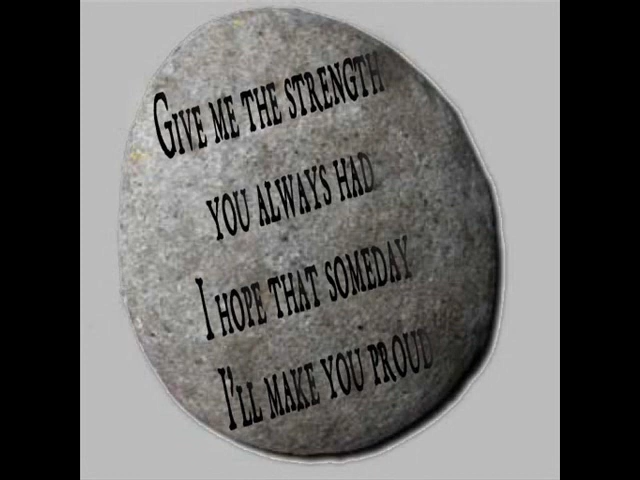 Give me the strength
you always had
I hope that someday
I'll make you proud